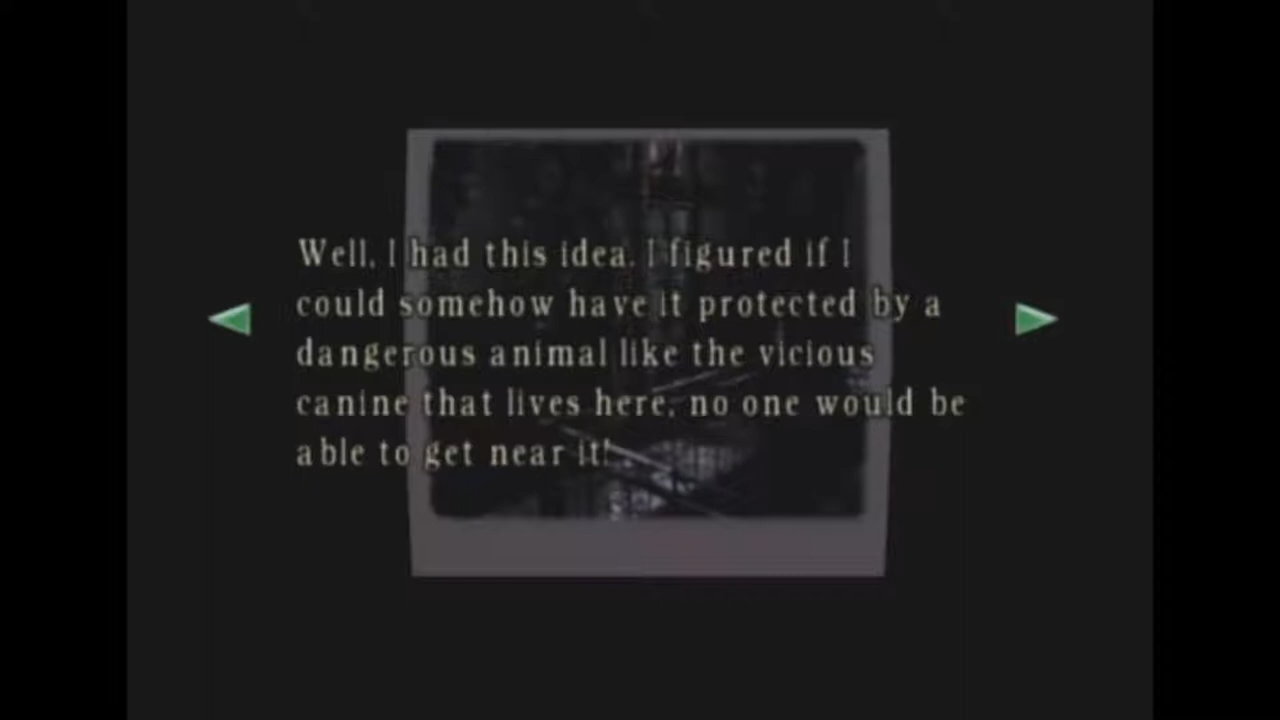 Well, I had this idea. I figured if I
could somehow have it protected by a
dangerous animal like the vicious
canine that lives here, no one would be
able to get near it!